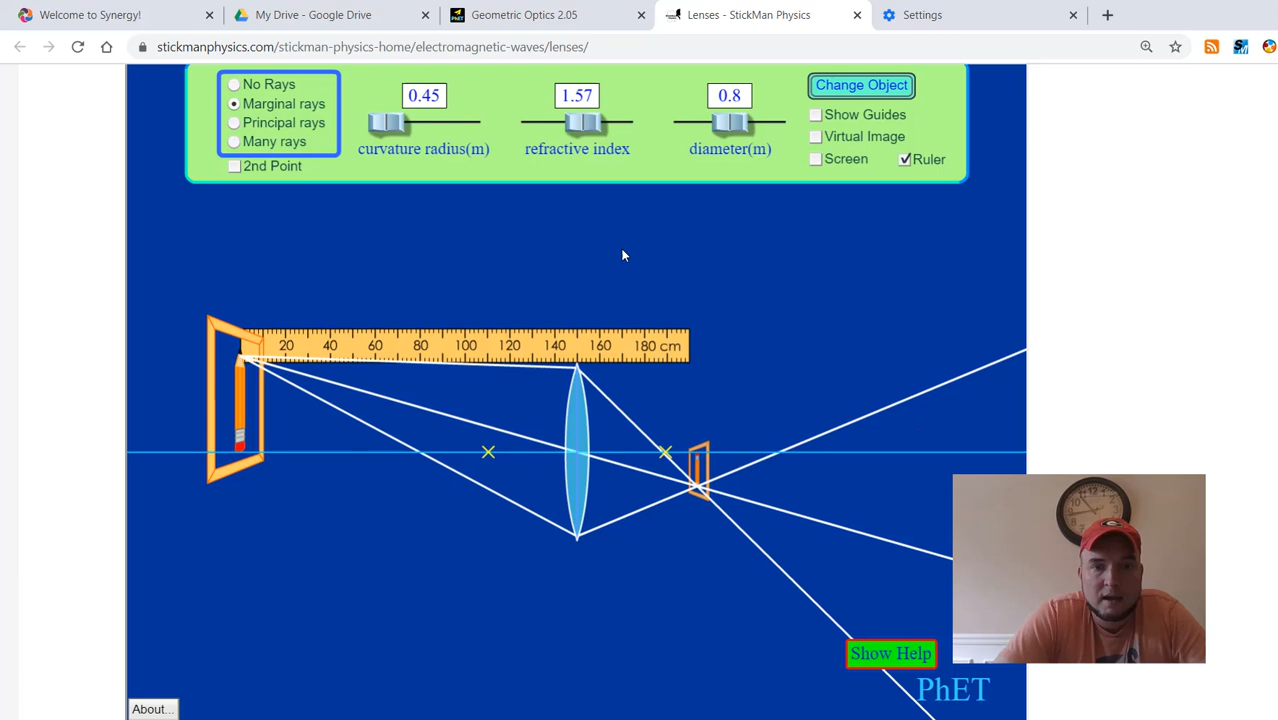 Welcome to Synergy!
My Drive - Google Drive
PhET
Geometric Optics 2.05
Lenses - StickMan Physics
Settings
stickmanphysics.com/stickman-physics-home/electromagnetic-waves/lenses/
No Rays
Marginal rays
Principal rays
Many rays
2nd Point
0.45
curvature radius(m)
1.57
refractive index
0.8
diameter(m)
Change Object
Show Guides
Virtual Image
Screen
Ruler
20 40 60 80 100 120 140 160 180 cm
Show Help
PhET
About...